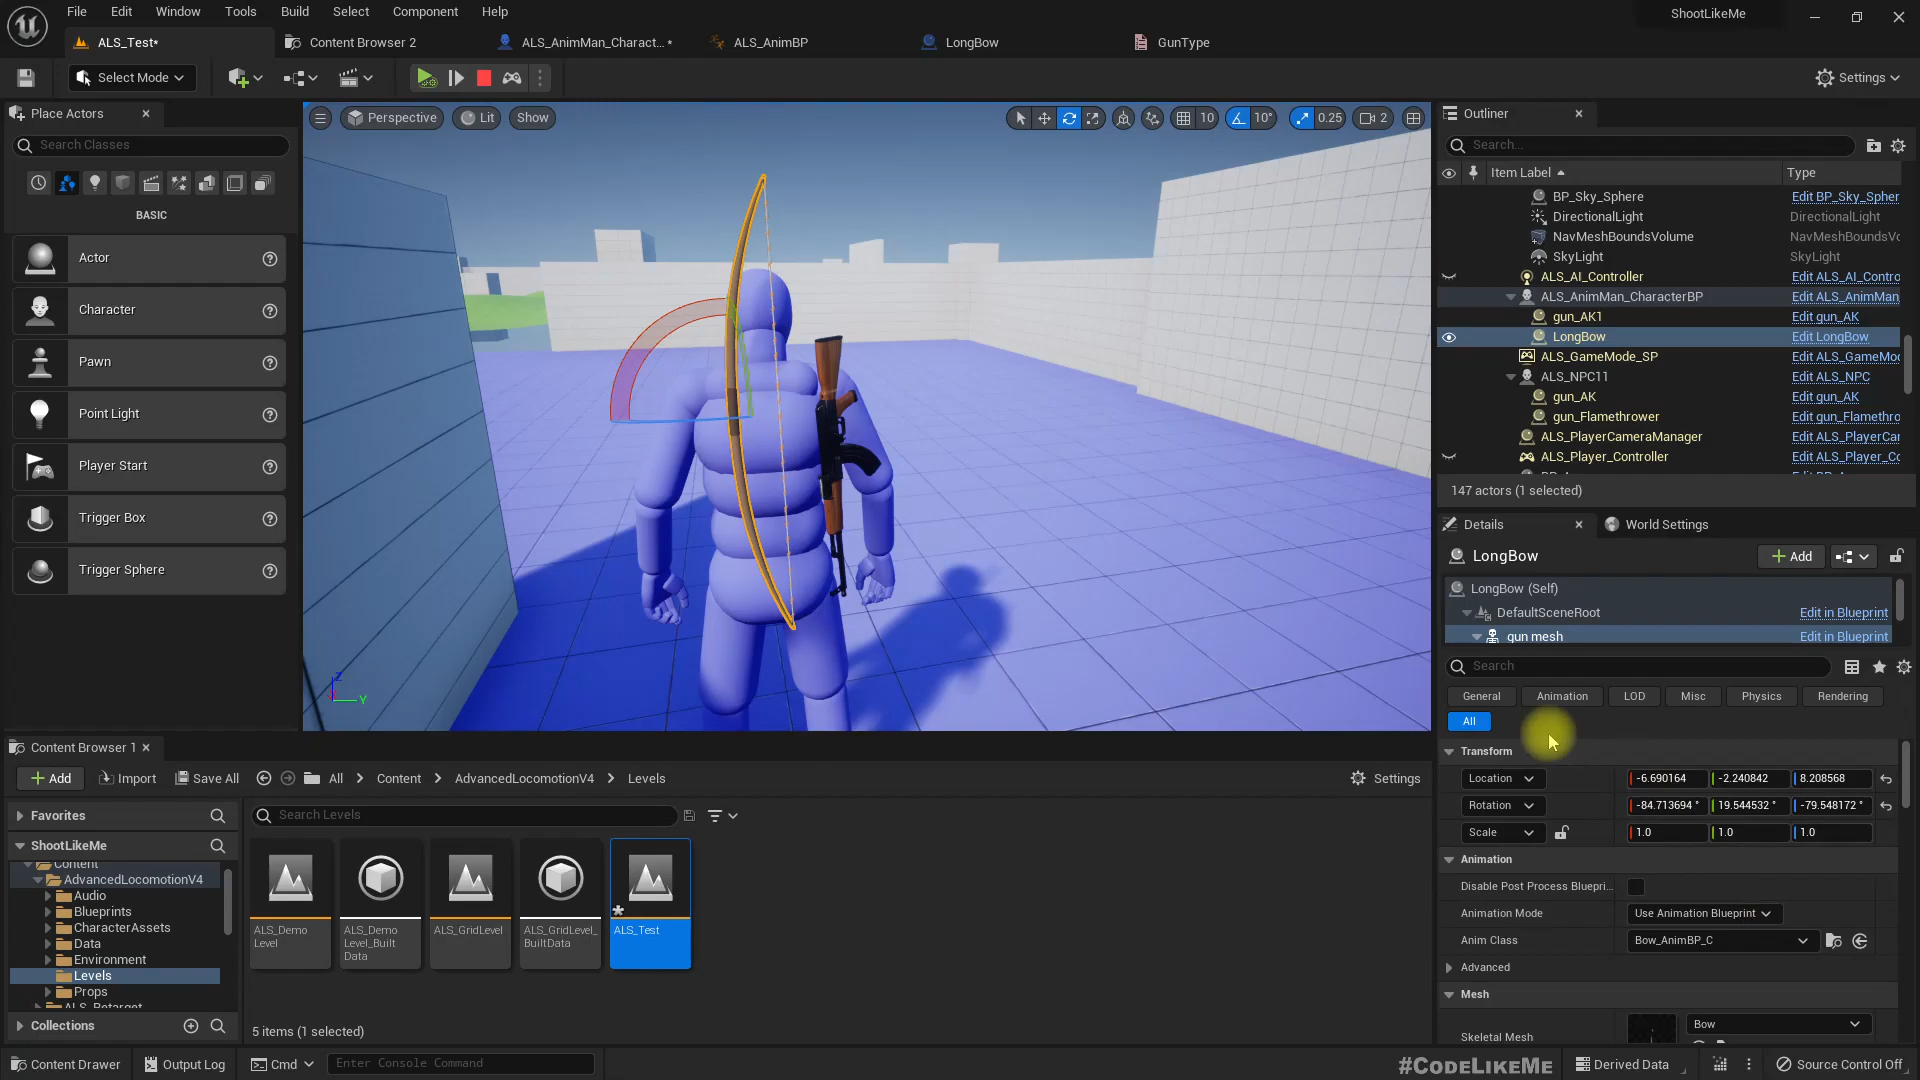 File Edit Window Tools Build Select Component Help
ShootLikeMe
ALS_Test*
Content Browser 2
ALS_AnimMan_Charact...*
ALS_AnimBP
LongBow
GunType
Select Mode
Settings
Place Actors
Search Classes
BASIC
Actor
Character
Pawn
Point Light
Player Start
Trigger Box
Trigger Sphere
Perspective
Lit
Show
10
10°
0.25
2
Z
Y
Outliner
Search...
Item Label
Type
BP_Sky_Sphere Edit BP_Sky_Spher
DirectionalLight DirectionalLight
NavMeshBoundsVolume NavMeshBoundsVo
SkyLight SkyLight
ALS_AI_Controller Edit ALS_AI_Contro
ALS_AnimMan_CharacterBP Edit ALS_AnimMan
gun_AK1 Edit gun_AK
LongBow Edit LongBow
ALS_GameMode_SP Edit ALS_GameMod
ALS_NPC11 Edit ALS_NPC
gun_AK Edit gun_AK
gun_Flamethrower Edit gun_Flamethro
ALS_PlayerCameraManager Edit ALS_PlayerCar
ALS_Player_Controller Edit ALS_Player_Co
147 actors (1 selected)
Details
World Settings
LongBow
Add
LongBow (Self)
DefaultSceneRoot Edit in Blueprint
gun mesh Edit in Blueprint
Search
General
Animation
LOD
Misc
Physics
Rendering
All
Transform
Location -6.690164 -2.240842 8.208568
Rotation -84.713694 ° 19.544532 ° -79.548172 °
Scale 1.0 1.0 1.0
Animation
Disable Post Process Bluepri...
Animation Mode Use Animation Blueprint
Anim Class Bow_AnimBP_C
Advanced
Mesh
Skeletal Mesh Bow
Content Browser 1
Add
Import
Save All
All
Content
AdvancedLocomotionV4
Levels
Settings
Favorites
ShootLikeMe
Content
AdvancedLocomotionV4
Audio
Blueprints
CharacterAssets
Data
Environment
Levels
Props
ALS_Retarget
Collections
Search Levels
ALS_Demo
Level
ALS_Demo
Level_Built
Data
ALS_GridLevel
ALS_GridLevel_
BuiltData
ALS_Test
5 items (1 selected)
Content Drawer
Output Log
Cmd
Enter Console Command
#CODELIKEME
Derived Data
Source Control Off